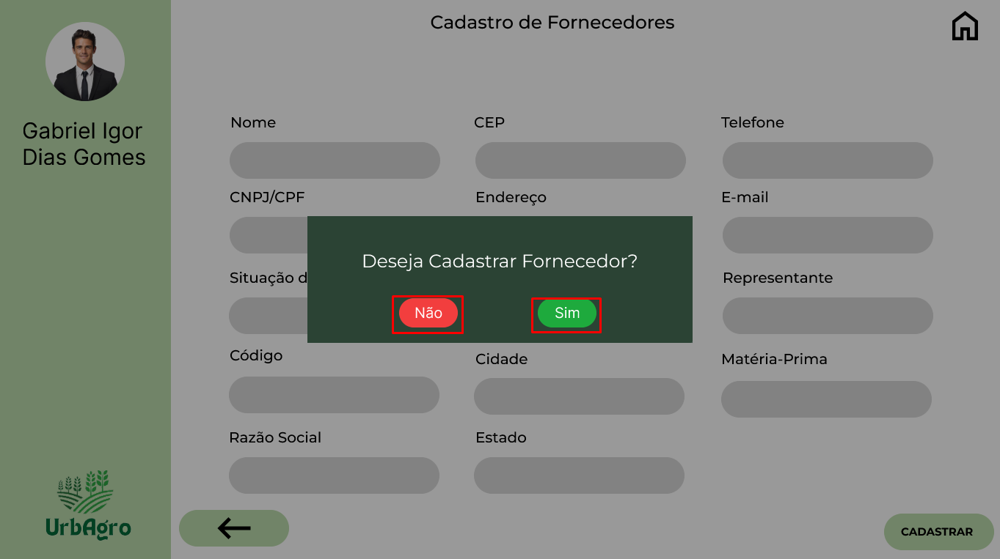 Cadastro de Fornecedores
Gabriel Igor
Dias Gomes
Nome
CEP
Telefone
CNPJ/CPF
Endereço
E-mail
Deseja Cadastrar Fornecedor?
Situação d
Representante
Não
Sim
Código
Cidade
Matéria-Prima
Razão Social
Estado
UrbAgro
CADASTRAR